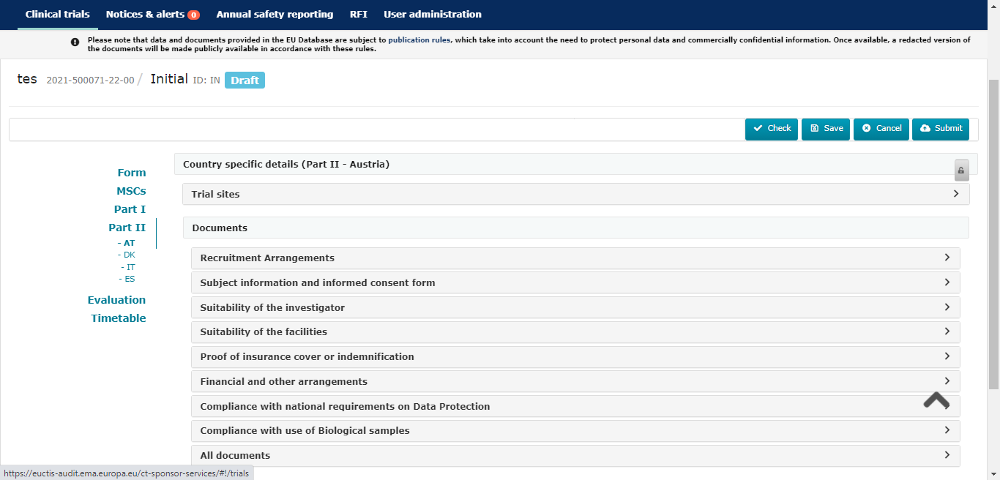 Clinical trials Notices & alerts 0 Annual safety reporting RFI User administration
Please note that data and documents provided in the EU Database are subject to publication rules, which take into account the need to protect personal data and commercially confidential information. Once available, a redacted version of
the documents will be made publicly available in accordance with these rules.
tes 2021-500071-22-00 / Initial ID: IN Draft
Check Save Cancel Submit
Form
MSCs
Part I
Part II
- AT
- DK
- IT
- ES
Evaluation
Timetable
Country specific details (Part II - Austria)
Trial sites
Documents
Recruitment Arrangements
Subject information and informed consent form
Suitability of the investigator
Suitability of the facilities
Proof of insurance cover or indemnification
Financial and other arrangements
Compliance with national requirements on Data Protection
Compliance with use of Biological samples
All documents
https://euctis-audit.ema.europa.eu/ct-sponsor-services/#!/trials